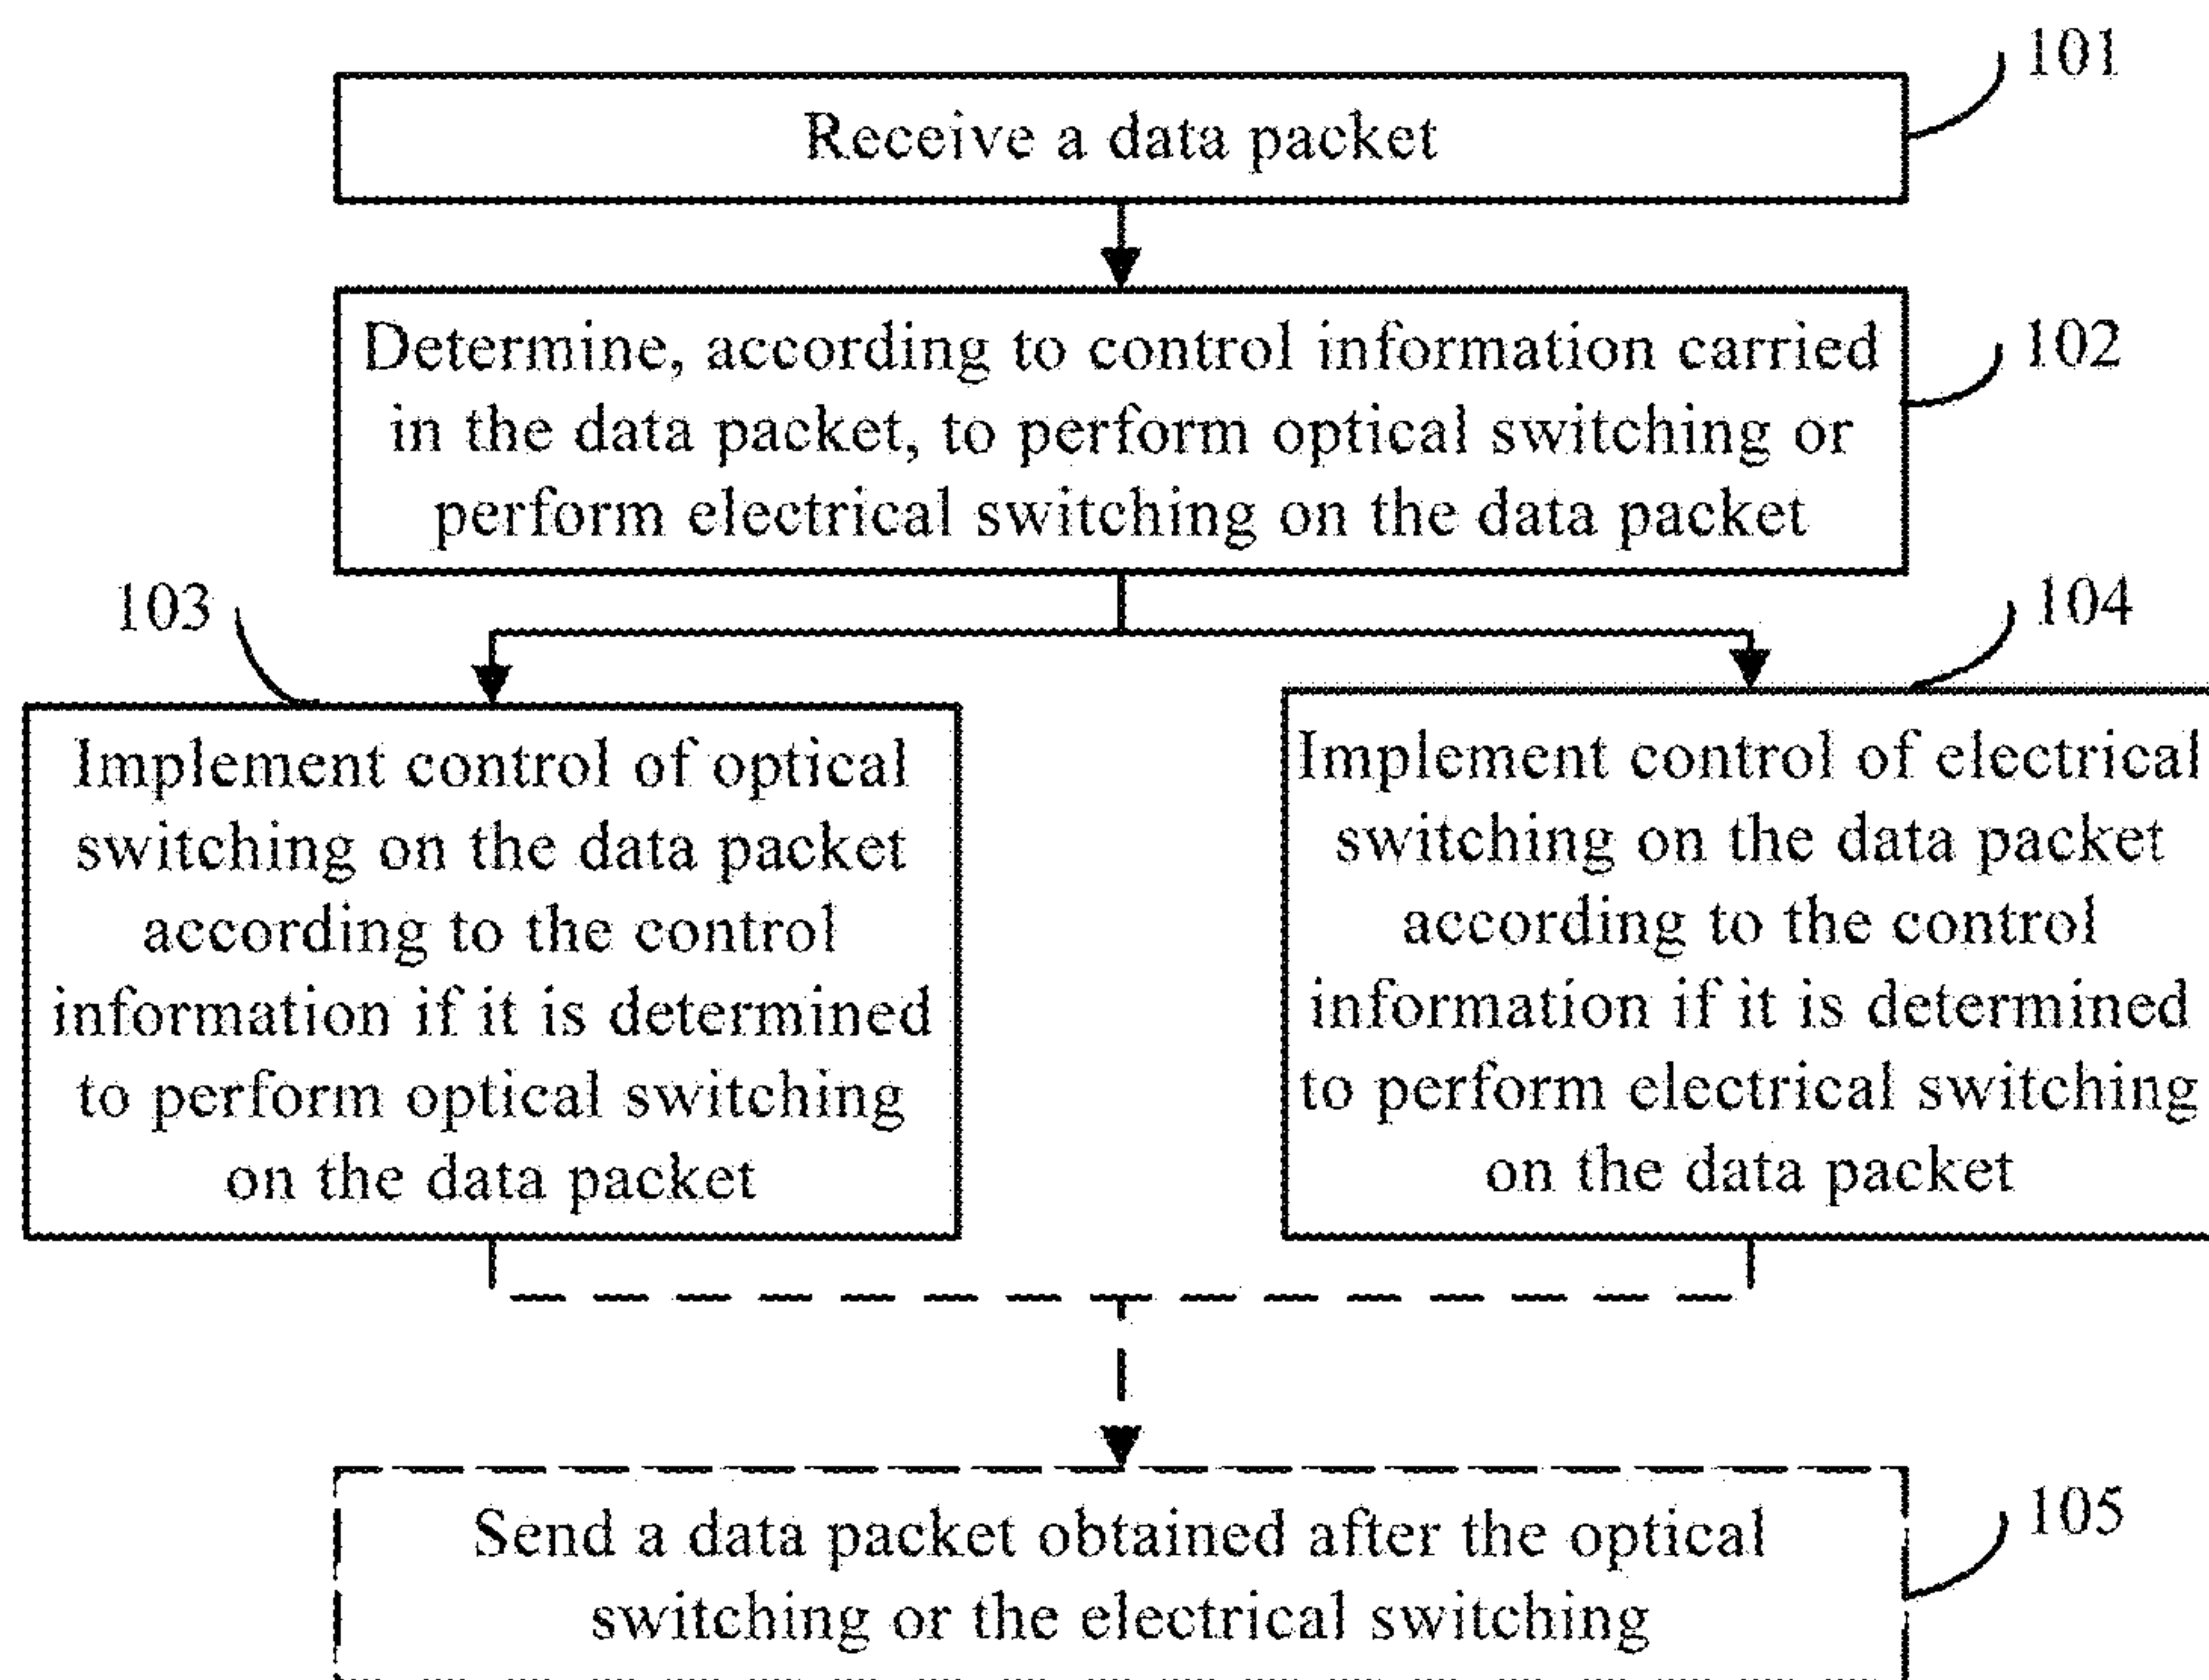 101
Receive a data packet
102
Determine, according to control information carried
in the data packet, to perform optical switching or
perform electrical switching on the data packet
103
104
Implement control of optical
switching on the data packet
according to the control
information if it is determined
to perform optical switching
on the data packet
Implement control of electrical
switching on the data packet
according to the control
information if it is determined
to perform electrical switching
on the data packet
105
Send a data packet obtained after the optical
switching or the electrical switching